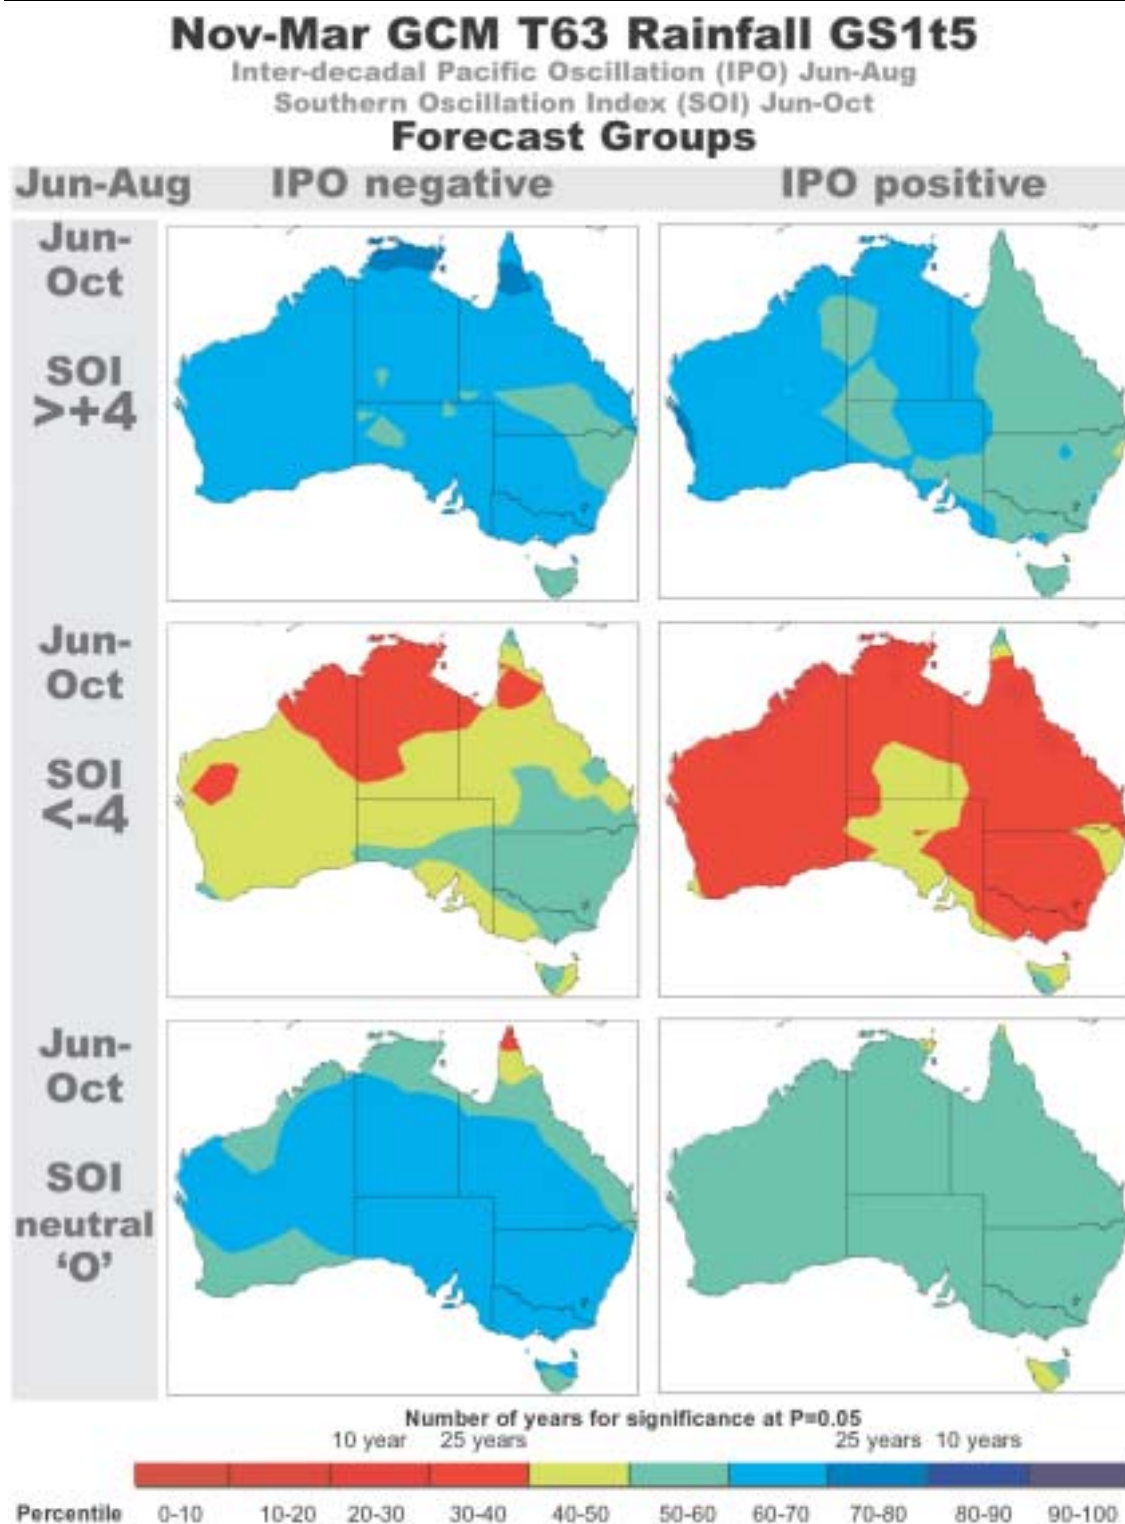 Nov-Mar GCM T63 Rainfall GS1t5
Inter-decadal Pacific Oscillation (IPO) Jun-Aug
Southern Oscillation Index (SOI) Jun-Oct
Forecast Groups
Jun-Aug IPO negative IPO positive
Jun-
Oct
SOI
>+4
Jun-
Oct
SOI
<-4
Jun-
Oct
SOI
neutral
‘O’
Number of years for significance at P=0.05
10 year 25 years 25 years 10 years
Percentile 0-10 10-20 20-30 30-40 40-50 50-60 60-70 70-80 80-90 90-100